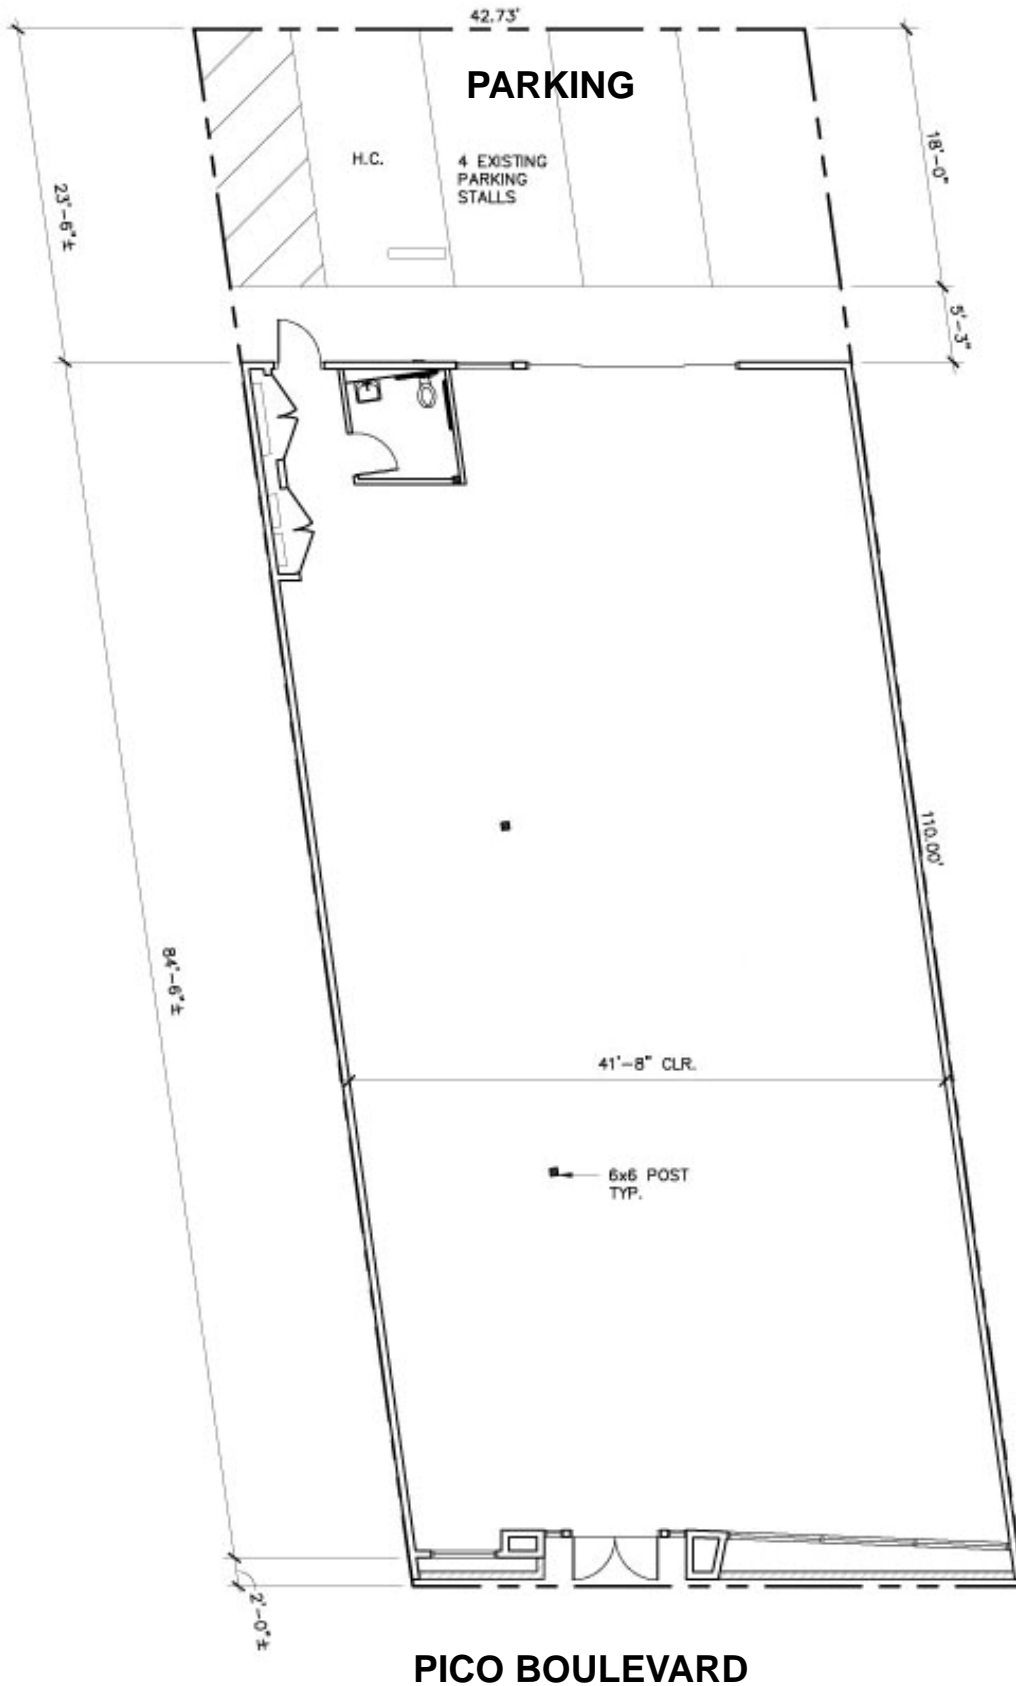 42.73'
PARKING
18'-0"
H.C.
4 EXISTING
PARKING
STALLS
23'-6"±
5'-3"
110.00'
84'-6"±
41'-8" CLR.
6x6 POST
TYP.
2'-0"±
PICO BOULEVARD